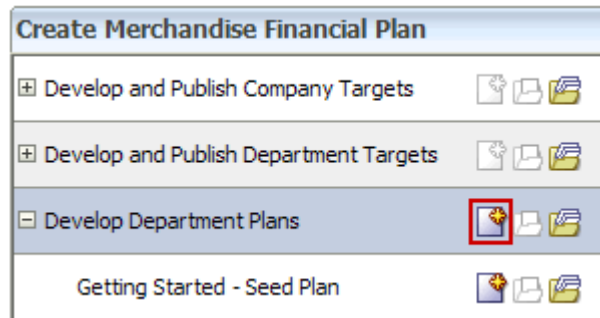 Create Merchandise Financial Plan
Develop and Publish Company Targets
Develop and Publish Department Targets
Develop Department Plans
Getting Started - Seed Plan